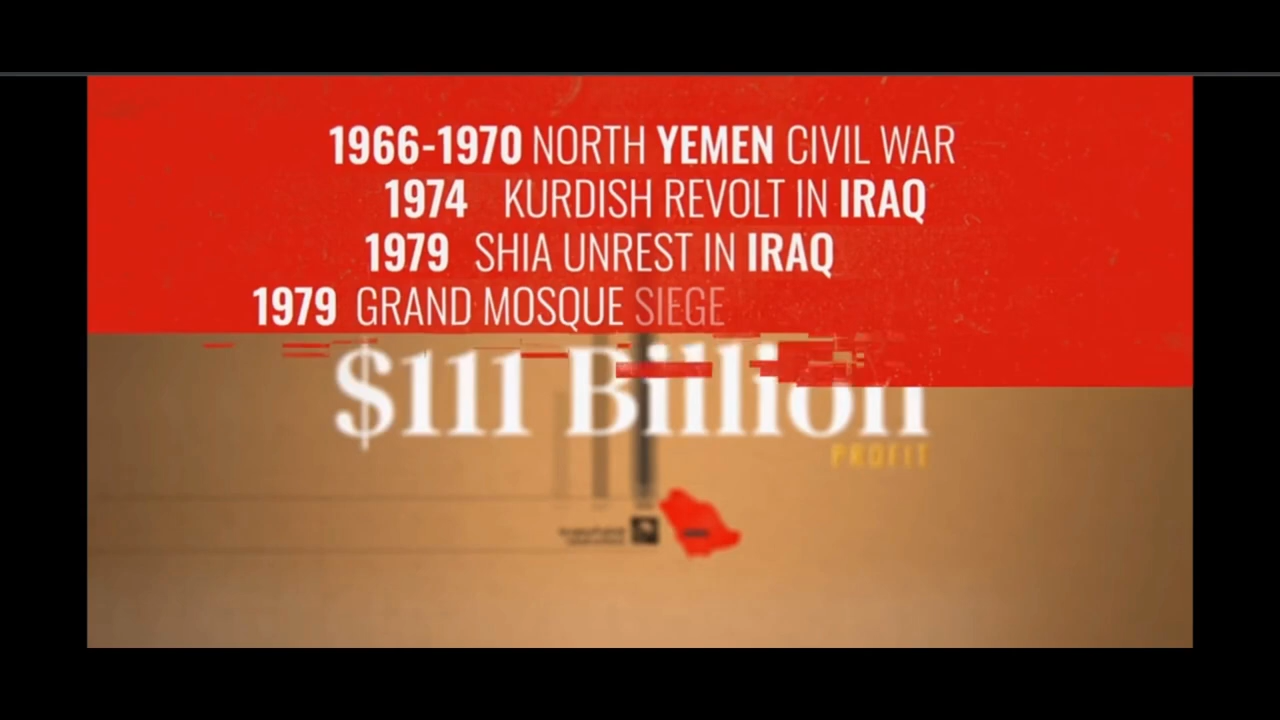 1966-1970 NORTH YEMEN CIVIL WAR
1974 KURDISH REVOLT IN IRAQ
1979 SHIA UNREST IN IRAQ
1979 GRAND MOSQUE SIEGE
$111 Billion
PROFIT